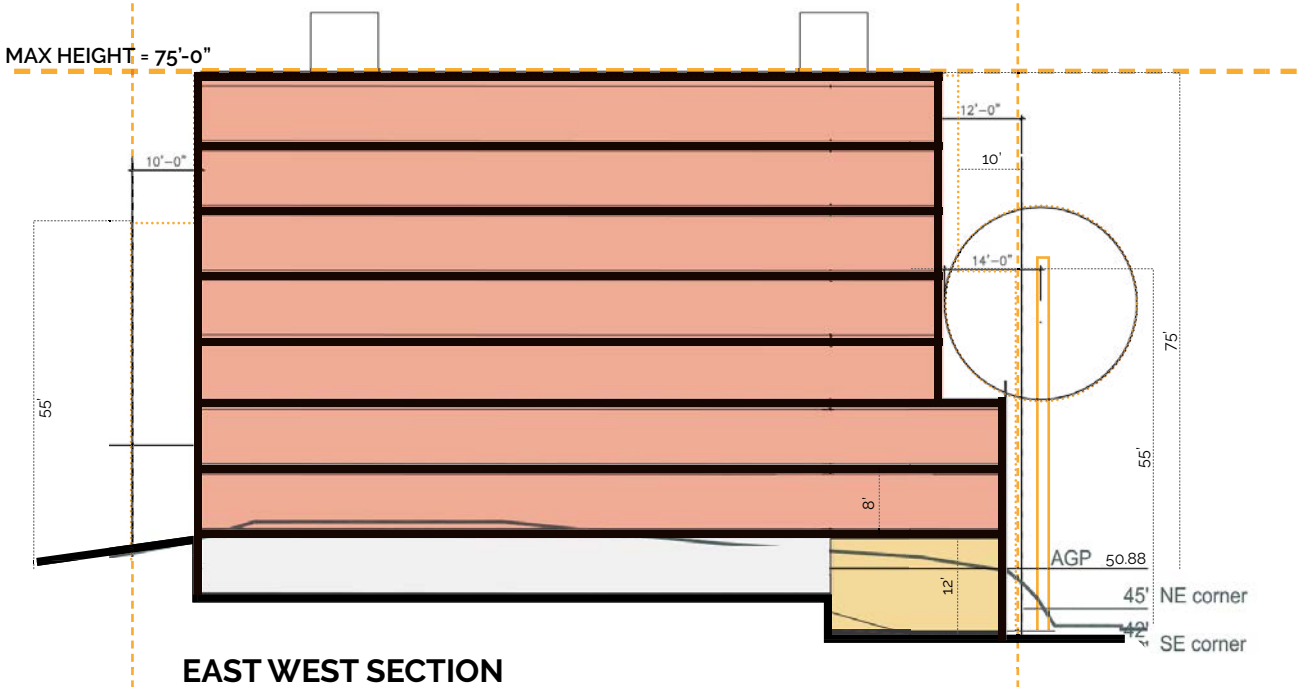 MAX HEIGHT = 75'-0"
12'-0"
10'-0"
10'
14'-0"
75'
55'
55'
8'
AGP 50.88
12'
45' NE corner
42'
SE corner
EAST WEST SECTION